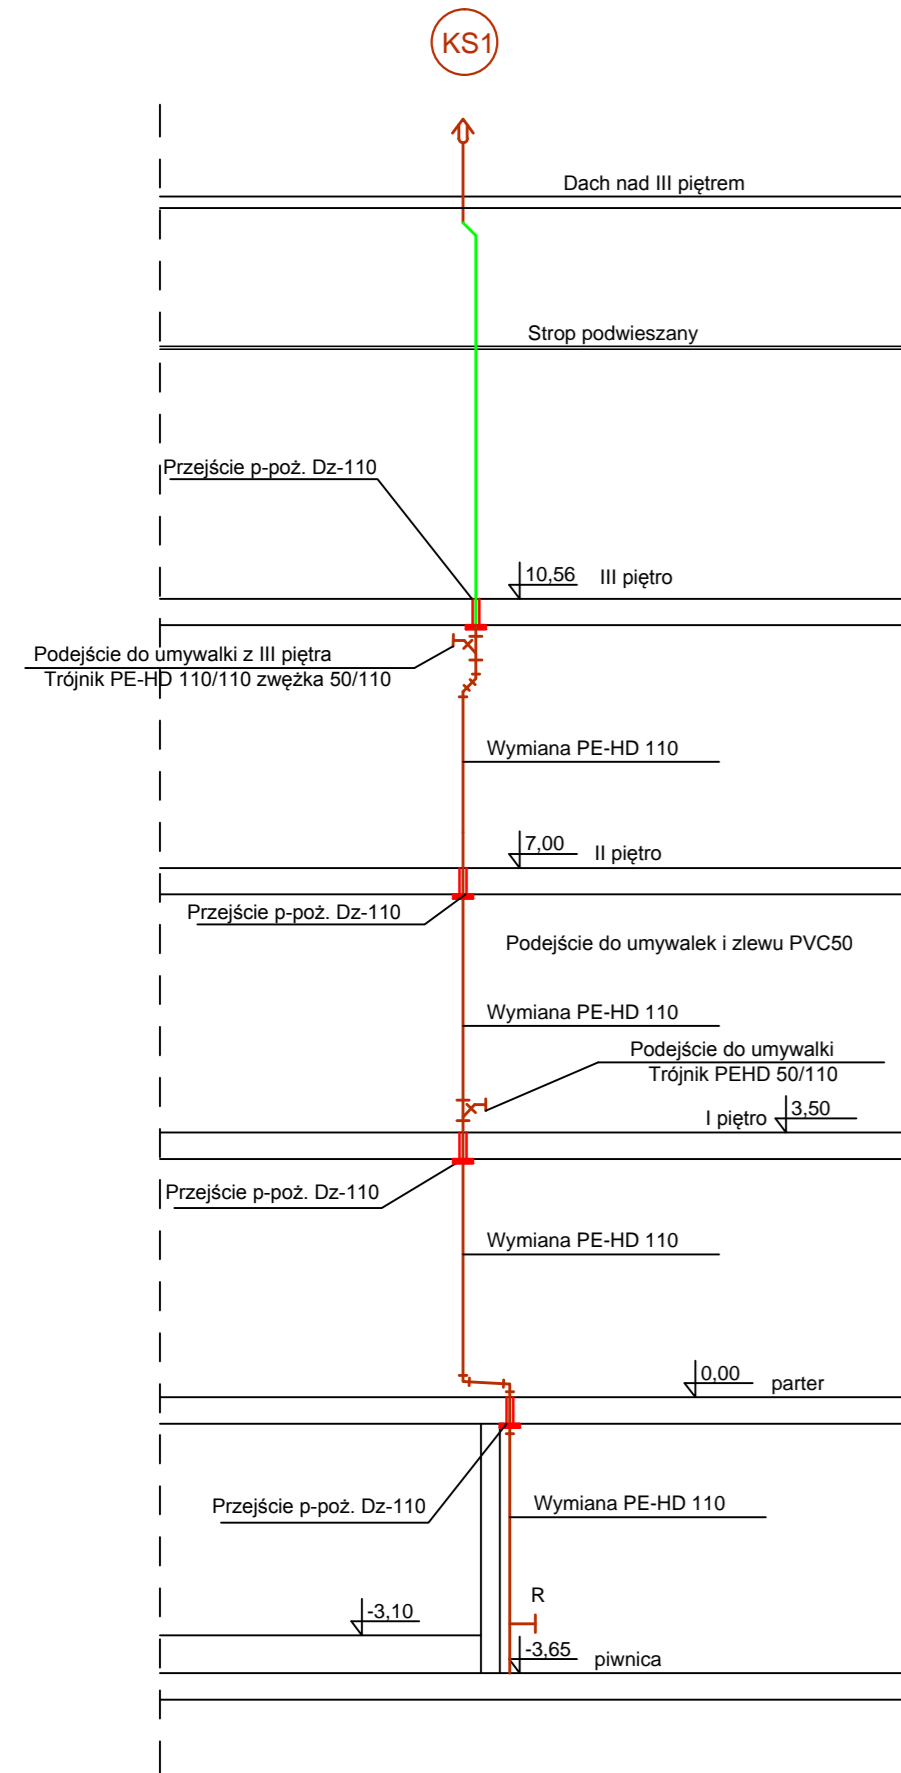 KS1
Dach nad III piętrem
Strop podwieszany
Przejście p-poż. Dz-110
10,56
III piętro
Podejście do umywalki z III piętra
Trójnik PE-HD 110/110 zwężka 50/110
Wymiana PE-HD 110
7,00
II piętro
Przejście p-poż. Dz-110
Podejście do umywalek i zlewu PVC50
Wymiana PE-HD 110
Podejście do umywalki
Trójnik PEHD 50/110
I piętro
3,50
Przejście p-poż. Dz-110
Wymiana PE-HD 110
0,00
parter
Przejście p-poż. Dz-110
Wymiana PE-HD 110
R
-3,10
-3,65
piwnica